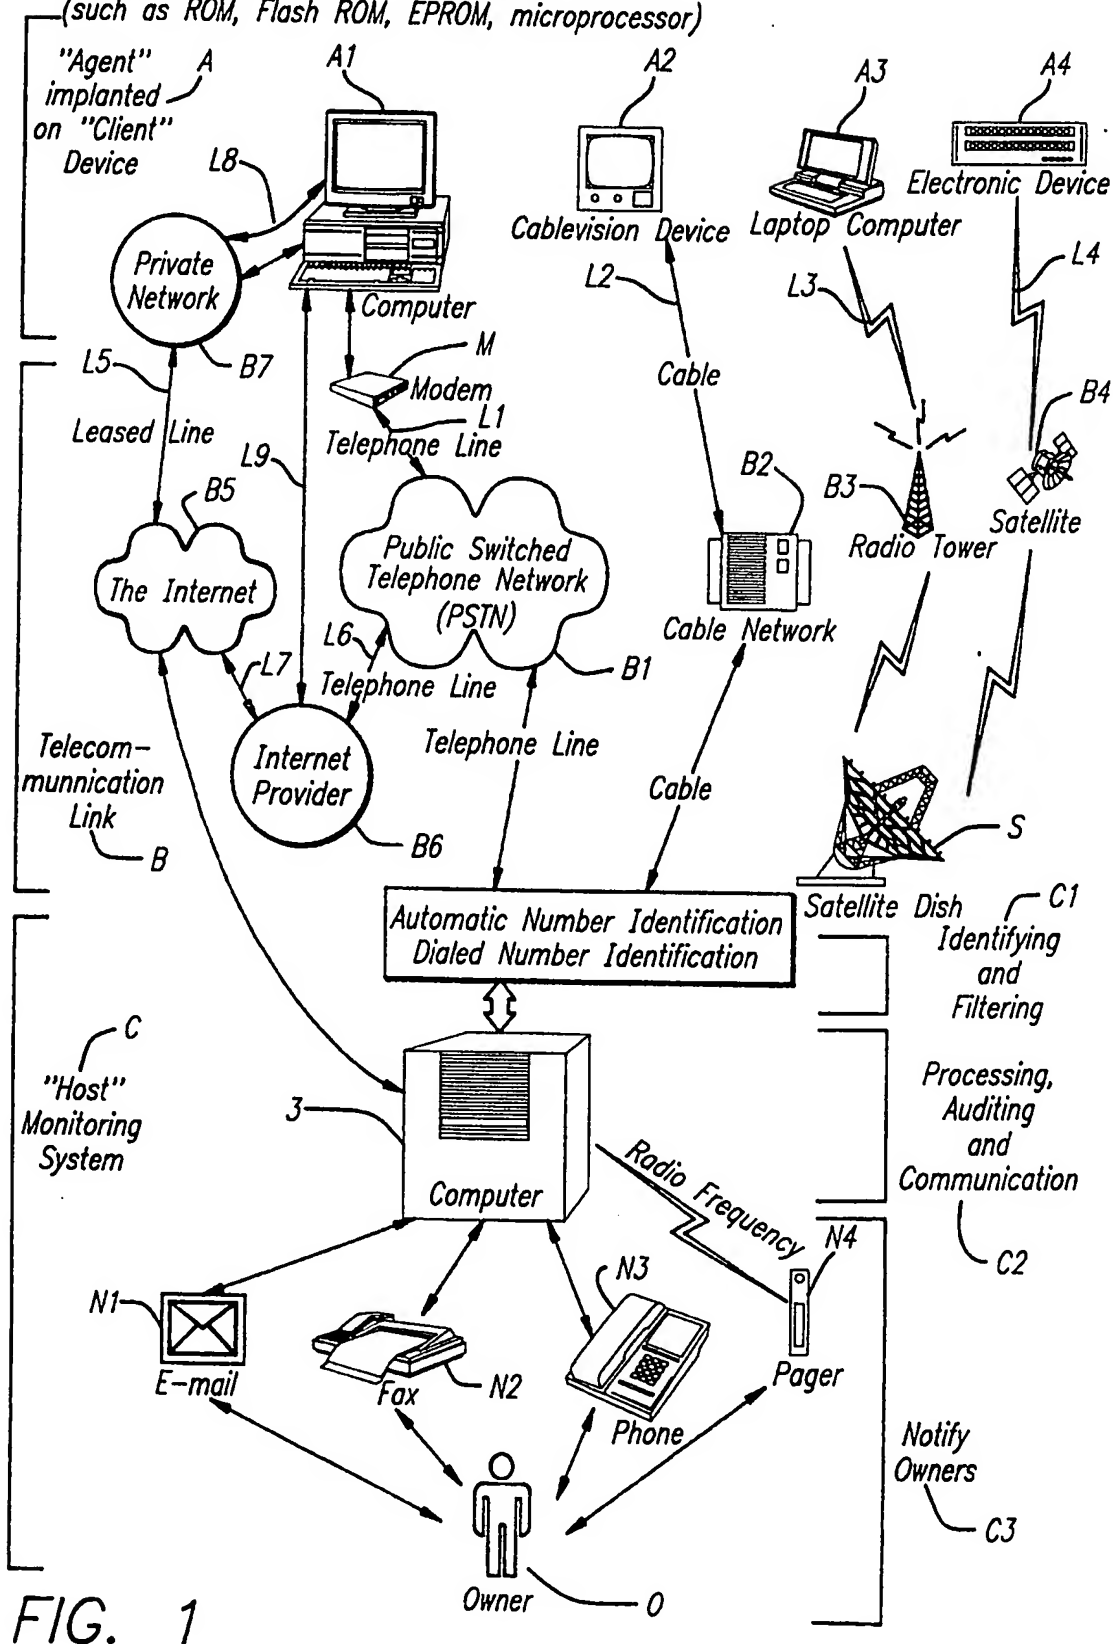 (such as ROM, Flash ROM, EPROM, microprocessor)
"Agent"
implanted
on "Client"
Device
A
A1
A2
A3
A4
L8
Electronic Device
Cablevision Device
Laptop Computer
Private
Network
Computer
L2
L3
L4
L5
B7
M
Modem
Cable
B4
Leased Line
L1
Telephone Line
L9
B2
B3
B5
Satellite
Radio Tower
Public Switched
Telephone Network
(PSTN)
The Internet
Cable Network
L6
L7
B1
Telephone Line
Telephone Line
Telecom-
munnication
Link
B
Internet
Provider
Cable
B6
S
Satellite Dish
C1
Automatic Number Identification
Dialed Number Identification
Identifying
and
Filtering
C
"Host"
Monitoring
System
3
Processing,
Auditing
and
Communication
Computer
Radio Frequency
C2
N4
N3
N1
E-mail
N2
Fax
Phone
Pager
Notify
Owners
C3
Owner
O
FIG. 1